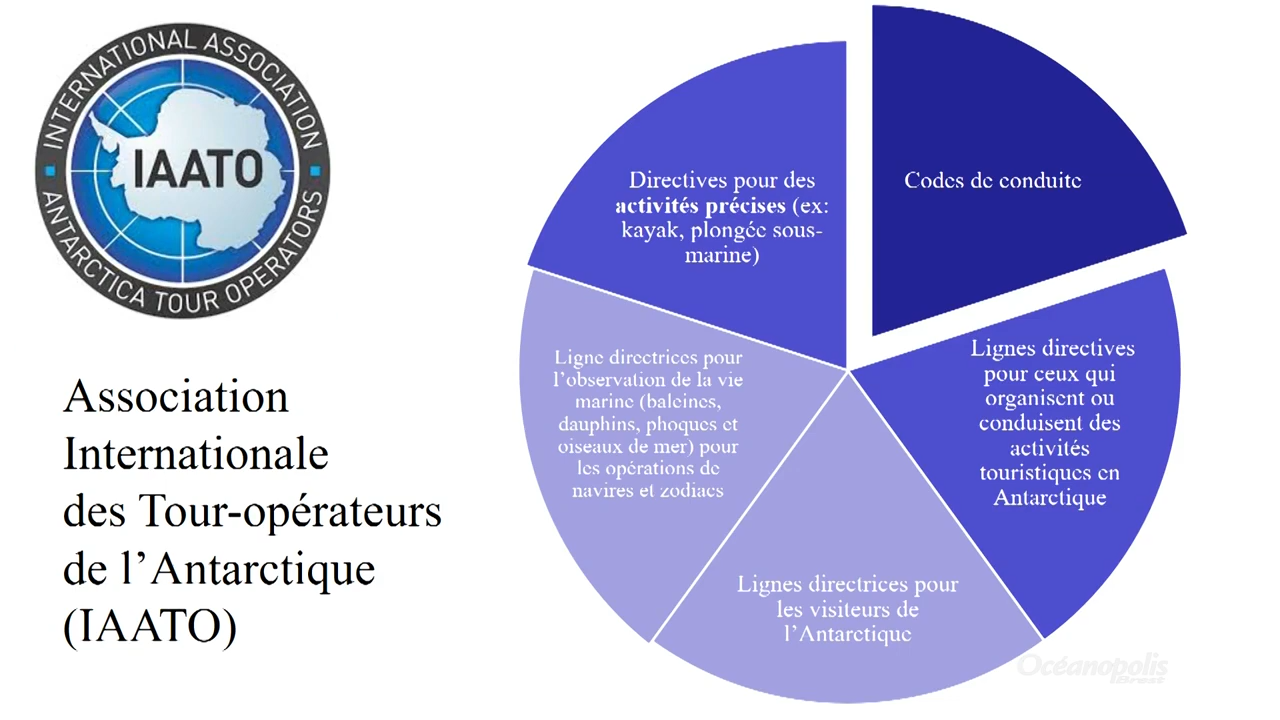 INTERNATIONAL ASSOCIATION
IAATO
ANTARCTICA TOUR OPERATORS
Association
Internationale
des Tour-opérateurs
de l’Antarctique
(IAATO)
Codes de conduite
Lignes directives
pour ceux qui
organisent ou
conduisent des
activités
touristiques en
Antarctique
Lignes directrices pour
les visiteurs de
l’Antarctique
Ligne directrices pour
l’observation de la vie
marine (baleines,
dauphins, phoques et
oiseaux de mer) pour
les opérations de
navires et zodiacs
Directives pour des
activités précises (ex:
kayak, plongée sous-
marine)
Océanopolis
Brest